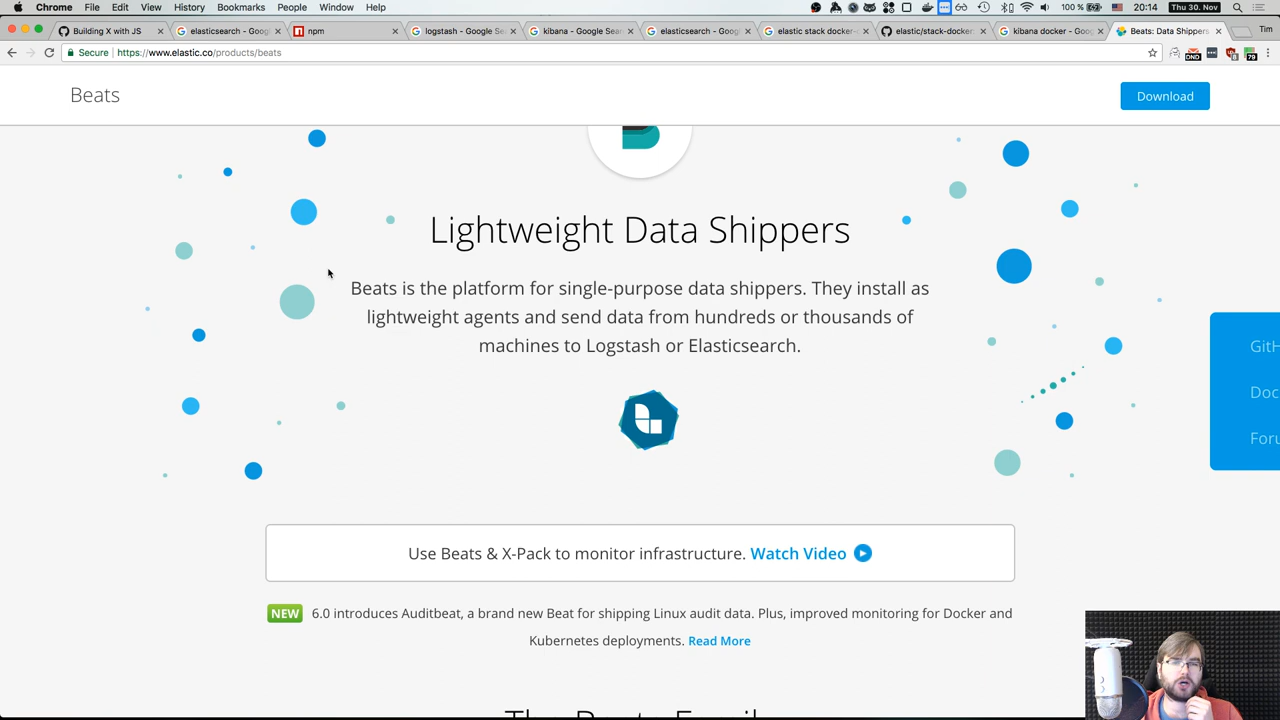 Chrome File Edit View History Bookmarks People Window Help 100 % Thu 30. Nov 20:14
Building X with JS elasticsearch - Goog npm logstash - Google Se kibana - Google Sea elasticsearch - Goog elastic stack docker- elastic/stack-docker: kibana docker - Goog Beats: Data Shippers Tim
Secure https://www.elastic.co/products/beats
Beats
Download
Lightweight Data Shippers
Beats is the platform for single-purpose data shippers. They install as
lightweight agents and send data from hundreds or thousands of
machines to Logstash or Elasticsearch.
GitH
Doc
Foru
Use Beats & X-Pack to monitor infrastructure. Watch Video
NEW 6.0 introduces Auditbeat, a brand new Beat for shipping Linux audit data. Plus, improved monitoring for Docker and
Kubernetes deployments. Read More